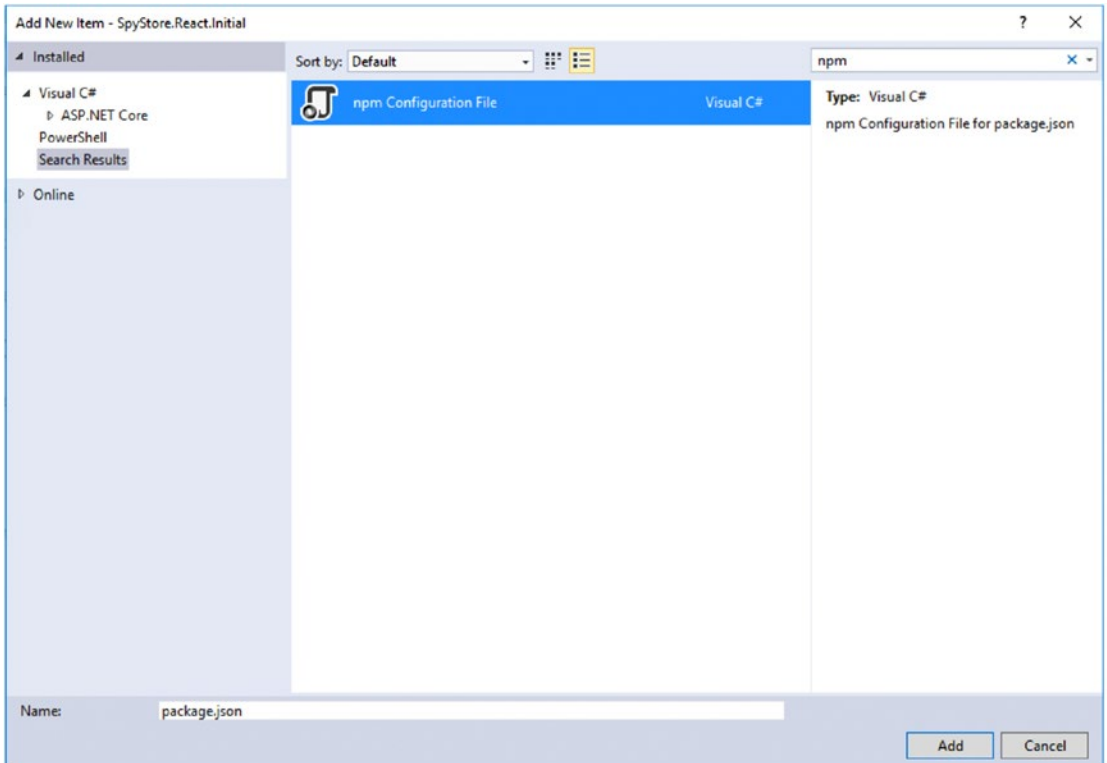 Add New Item - SpyStore.React.Initial
? ×
Installed
Sort by: Default
npm
Visual C#
ASP.NET Core
PowerShell
Search Results
Online
npm Configuration File Visual C#
Type: Visual C#
npm Configuration File for package.json
Name: package.json
Add Cancel